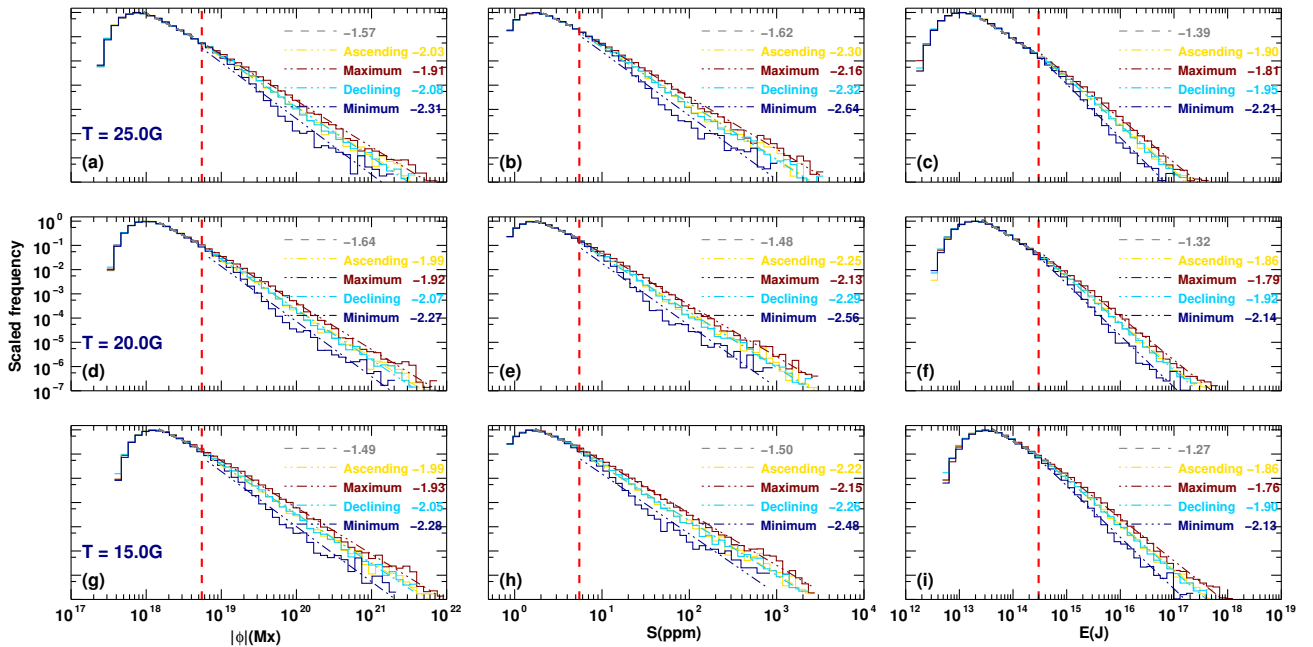 −1.57
Ascending −2.03
Maximum −1.91
Declining −2.08
Minimum −2.31
T = 25.0G
(a)
−1.62
Ascending −2.30
Maximum −2.16
Declining −2.32
Minimum −2.64
(b)
−1.39
Ascending −1.90
Maximum −1.81
Declining −1.95
Minimum −2.21
(c)
Scaled frequency
10^0
10^-1
10^-2
10^-3
10^-4
10^-5
10^-6
10^-7
−1.64
Ascending −1.99
Maximum −1.92
Declining −2.07
Minimum −2.27
T = 20.0G
(d)
−1.48
Ascending −2.25
Maximum −2.13
Declining −2.29
Minimum −2.56
(e)
−1.32
Ascending −1.86
Maximum −1.79
Declining −1.92
Minimum −2.14
(f)
−1.49
Ascending −1.99
Maximum −1.93
Declining −2.05
Minimum −2.28
T = 15.0G
(g)
−1.50
Ascending −2.22
Maximum −2.15
Declining −2.26
Minimum −2.48
(h)
−1.27
Ascending −1.86
Maximum −1.76
Declining −1.90
Minimum −2.13
(i)
10^17 10^18 10^19 10^20 10^21 10^22
|ϕ|(Mx)
10^0 10^1 10^2 10^3 10^4
S(ppm)
10^12 10^13 10^14 10^15 10^16 10^17 10^18 10^19
E(J)